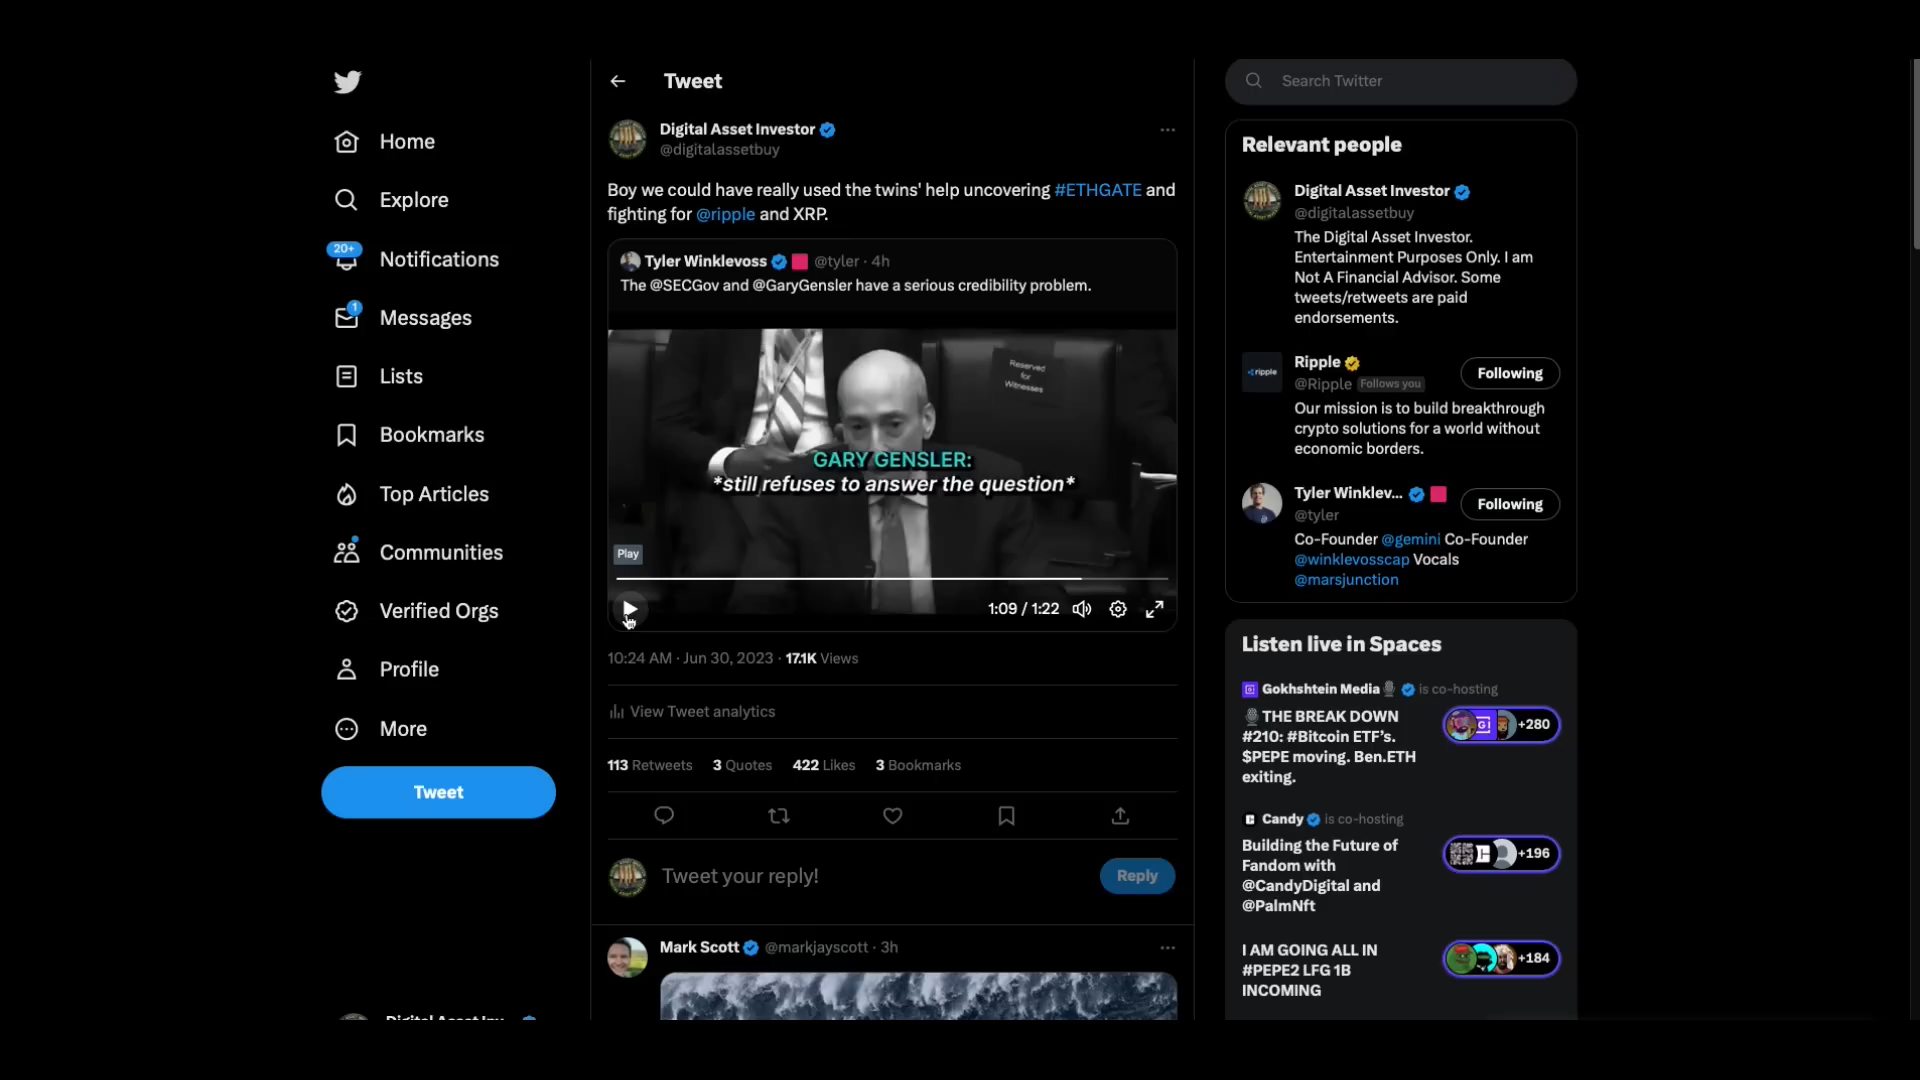 Home
Explore
20+
Notifications
1
Messages
Lists
Bookmarks
Top Articles
Communities
Verified Orgs
Profile
More
Tweet
Tweet
Digital Asset Investor
@digitalassetbuy
Boy we could have really used the twins' help uncovering #ETHGATE and
fighting for @ripple and XRP.
Tyler Winklevoss @tyler · 4h
The @SECGov and @GaryGensler have a serious credibility problem.
Reserved
for
Witnesses
GARY GENSLER:
*still refuses to answer the question*
Play
1:09 / 1:22
10:24 AM · Jun 30, 2023 · 17.1K Views
View Tweet analytics
113 Retweets 3 Quotes 422 Likes 3 Bookmarks
Tweet your reply!
Reply
Mark Scott @markjayscott · 3h
Search Twitter
Relevant people
Digital Asset Investor
@digitalassetbuy
The Digital Asset Investor.
Entertainment Purposes Only. I am
Not A Financial Advisor. Some
tweets/retweets are paid
endorsements.
ripple
Ripple
@Ripple Follows you
Following
Our mission is to build breakthrough
crypto solutions for a world without
economic borders.
Tyler Winklev...
@tyler
Following
Co-Founder @gemini Co-Founder
@winklevosscap Vocals
@marsjunction
Listen live in Spaces
Gokhshtein Media is co-hosting
THE BREAK DOWN
#210: #Bitcoin ETF's.
$PEPE moving. Ben.ETH
exiting.
+280
Candy is co-hosting
Building the Future of
Fandom with
@CandyDigital and
@PalmNft
+196
I AM GOING ALL IN
#PEPE2 LFG 1B
INCOMING
+184